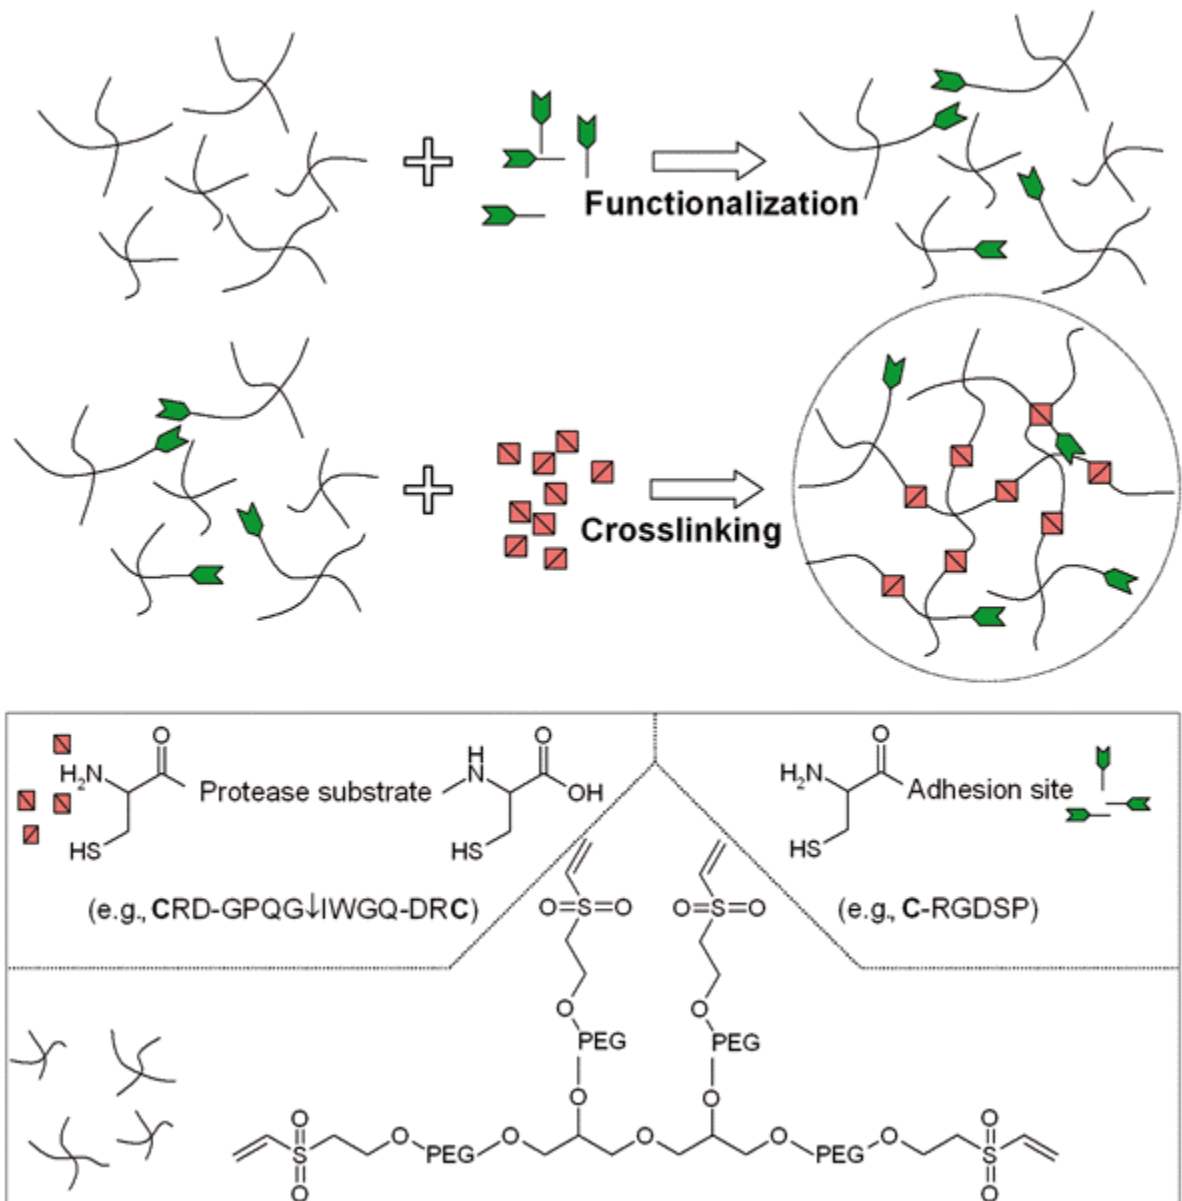 Functionalization
Crosslinking
O
H₂N
Protease substrate
H
N
O
OH
HS
HS
(e.g., CRD-GPQG↓IWGQ-DRC)
O
H₂N
Adhesion site
HS
(e.g., C-RGDSP)
O=S=O
O=S=O
O
O
PEG
PEG
O
O
O
S
O
O
PEG
O
O
O
PEG
O
O
S
O